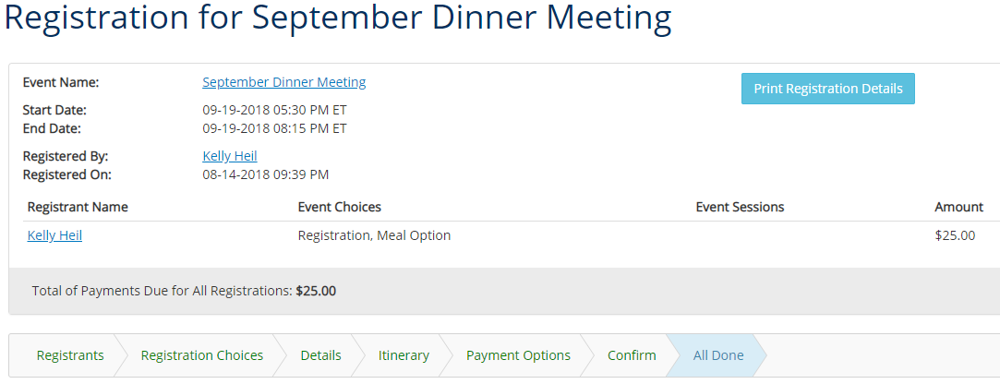 Registration for September Dinner Meeting
Event Name: September Dinner Meeting
Print Registration Details
Start Date: 09-19-2018 05:30 PM ET
End Date: 09-19-2018 08:15 PM ET
Registered By: Kelly Heil
Registered On: 08-14-2018 09:39 PM
Registrant Name Event Choices Event Sessions Amount
Kelly Heil Registration, Meal Option $25.00
Total of Payments Due for All Registrations: $25.00
Registrants Registration Choices Details Itinerary Payment Options Confirm All Done